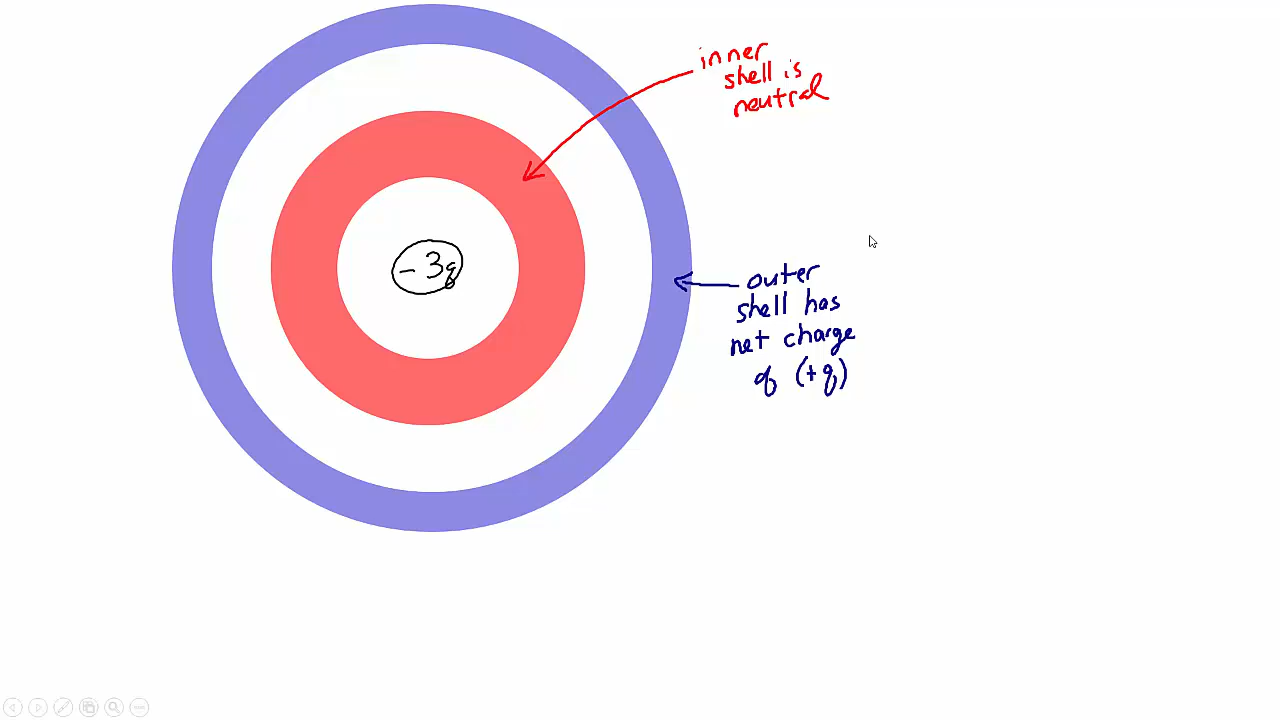 inner
shell is
neutral
-3q
outer
shell has
net charge
q (+q)